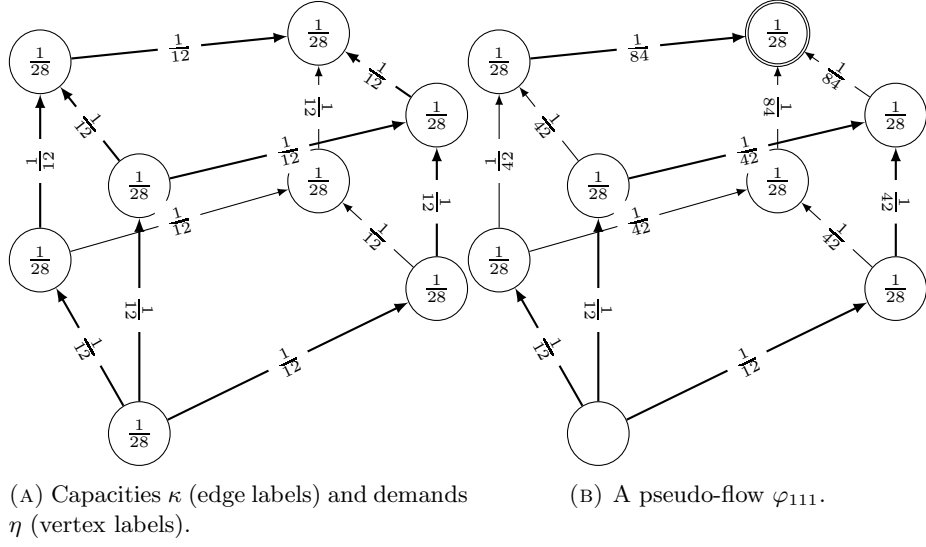 1/28 1/12 1/28
1/12 1/28
1/12 1/12 1/12 1/12
1/28 1/28
1/12 1/12 1/12
1/28 1/28
1/12 1/12 1/12
1/28
(A) Capacities κ (edge labels) and demands
η (vertex labels).
1/28 1/84 1/28
1/84 1/28
1/42 1/42 1/42 1/84
1/28 1/28
1/42 1/42 1/42
1/28 1/28
1/12 1/12 1/12
(B) A pseudo-flow φ₁₁₁.